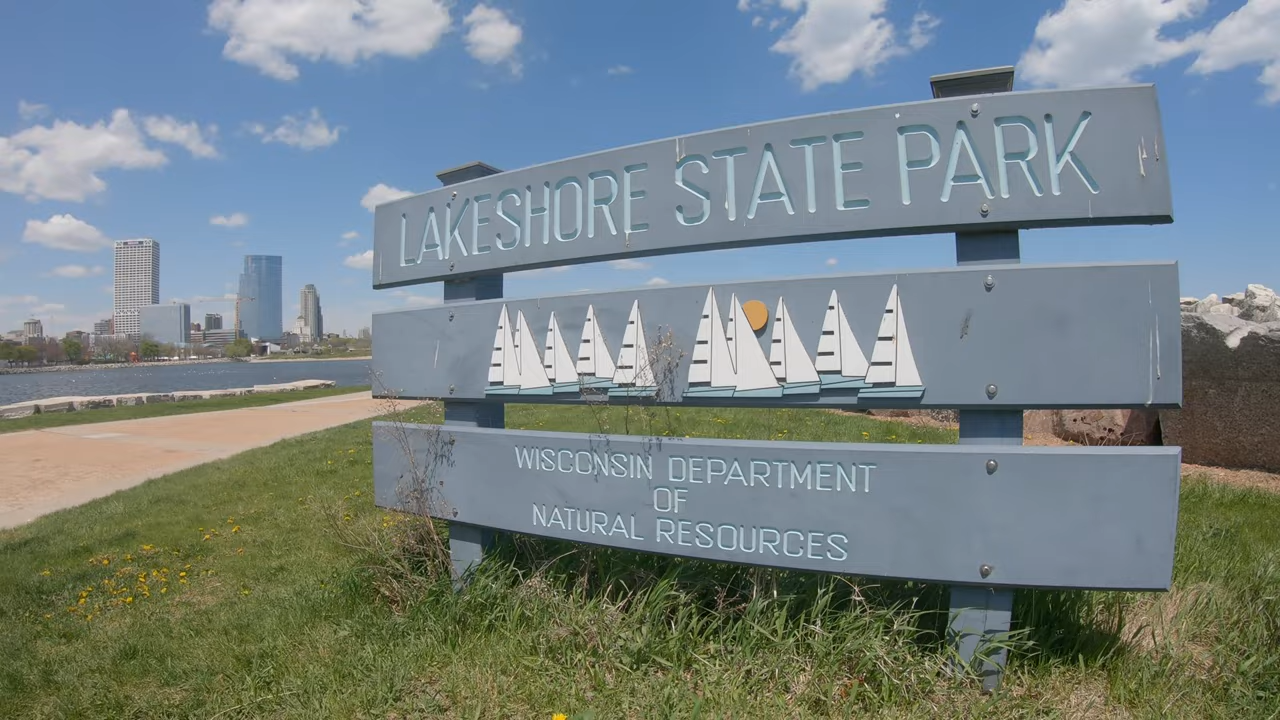 LAKESHORE STATE PARK
WISCONSIN DEPARTMENT
OF
NATURAL RESOURCES